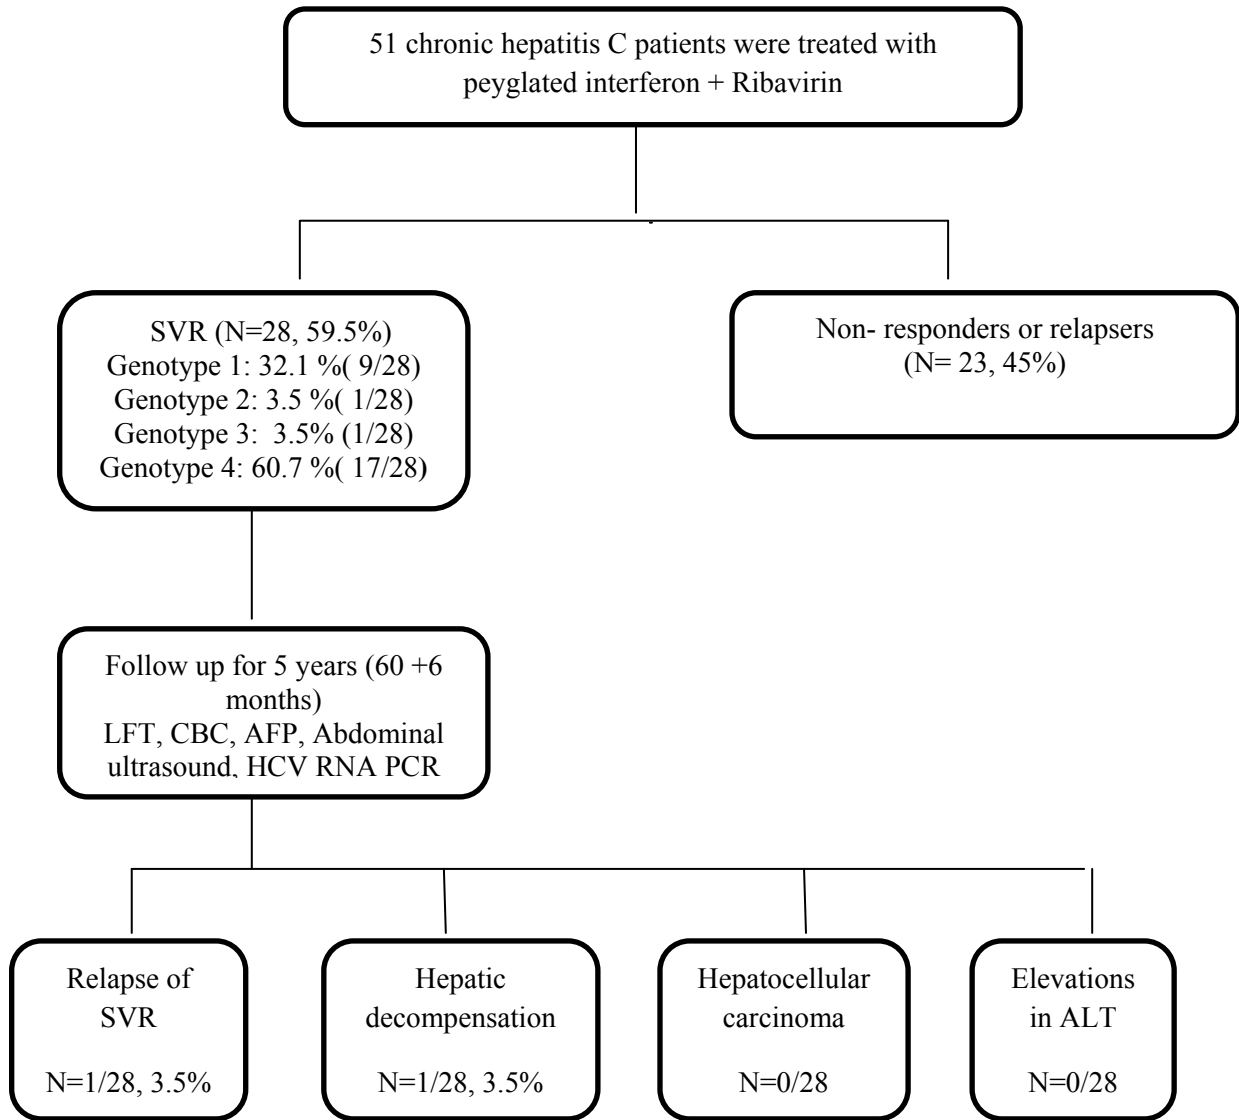 51 chronic hepatitis C patients were treated with
peyglated interferon + Ribavirin
SVR (N=28, 59.5%)
Genotype 1: 32.1 %( 9/28)
Genotype 2: 3.5 %( 1/28)
Genotype 3:  3.5% (1/28)
Genotype 4: 60.7 %( 17/28)
Non- responders or relapsers
(N= 23, 45%)
Follow up for 5 years (60 +6
months)
LFT, CBC, AFP, Abdominal
ultrasound, HCV RNA PCR
Relapse of
SVR
N=1/28, 3.5%
Hepatic
decompensation
N=1/28, 3.5%
Hepatocellular
carcinoma
N=0/28
Elevations
in ALT
N=0/28